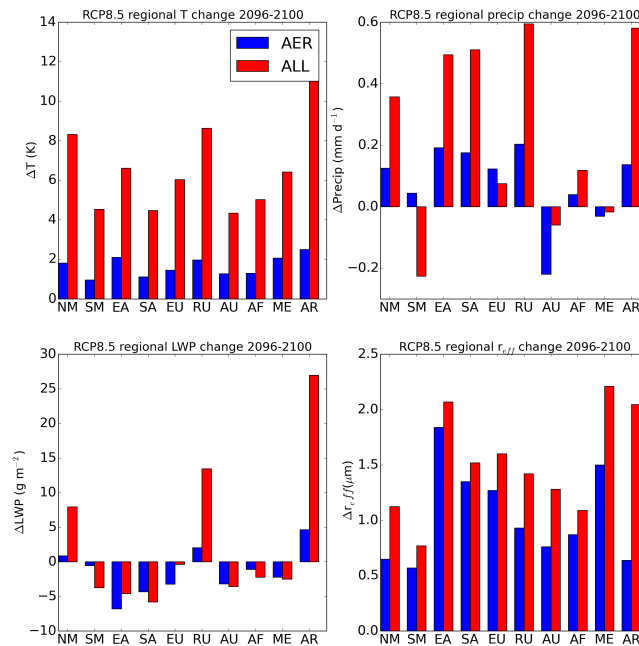 RCP8.5 regional T change 2096-2100
ΔT (K)
14
12
10
8
6
4
2
0
AER
ALL
NM SM EA SA EU RU AU AF ME AR
RCP8.5 regional precip change 2096-2100
ΔPrecip (mm d⁻¹)
0.6
0.4
0.2
0.0
−0.2
NM SM EA SA EU RU AU AF ME AR
RCP8.5 regional LWP change 2096-2100
ΔLWP (g m⁻²)
30
25
20
15
10
5
0
−5
−10
NM SM EA SA EU RU AU AF ME AR
RCP8.5 regional r_eff change 2096-2100
Δr_eff(μm)
2.5
2.0
1.5
1.0
0.5
0.0
NM SM EA SA EU RU AU AF ME AR